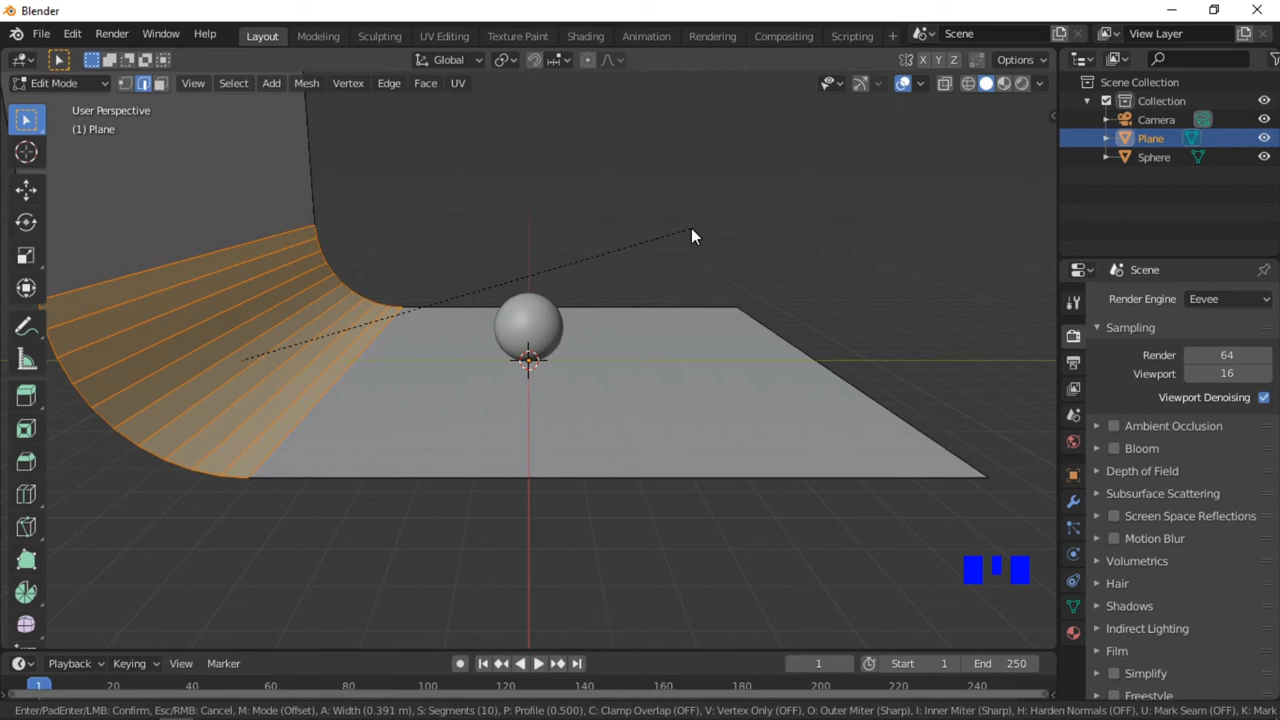 Blender
File Edit Render Window Help Layout Modeling Sculpting UV Editing Texture Paint Shading Animation Rendering Compositing Scripting + Scene View Layer
Global X Y Z Options
Edit Mode View Select Add Mesh Vertex Edge Face UV
User Perspective
(1) Plane
Scene Collection
Collection
Camera
Plane
Sphere
Scene
Render Engine Eevee
Sampling
Render 64
Viewport 16
Viewport Denoising
Ambient Occlusion
Bloom
Depth of Field
Subsurface Scattering
Screen Space Reflections
Motion Blur
Volumetrics
Hair
Shadows
Indirect Lighting
Film
Simplify
Freestyle
Playback Keying View Marker 1 Start 1 End 250
1 20 40 60 80 100 120 140 160 180 200 220 240
Enter/PadEnter/LMB: Confirm, Esc/RMB: Cancel, M: Mode (Offset), A: Width (0.391 m), S: Segments (10), P: Profile (0.500), C: Clamp Overlap (OFF), V: Vertex Only (OFF), O: Outer Miter (Sharp), I: Inner Miter (Sharp), H: Harden Normals (OFF), U: Mark Seam (OFF), K: Mark